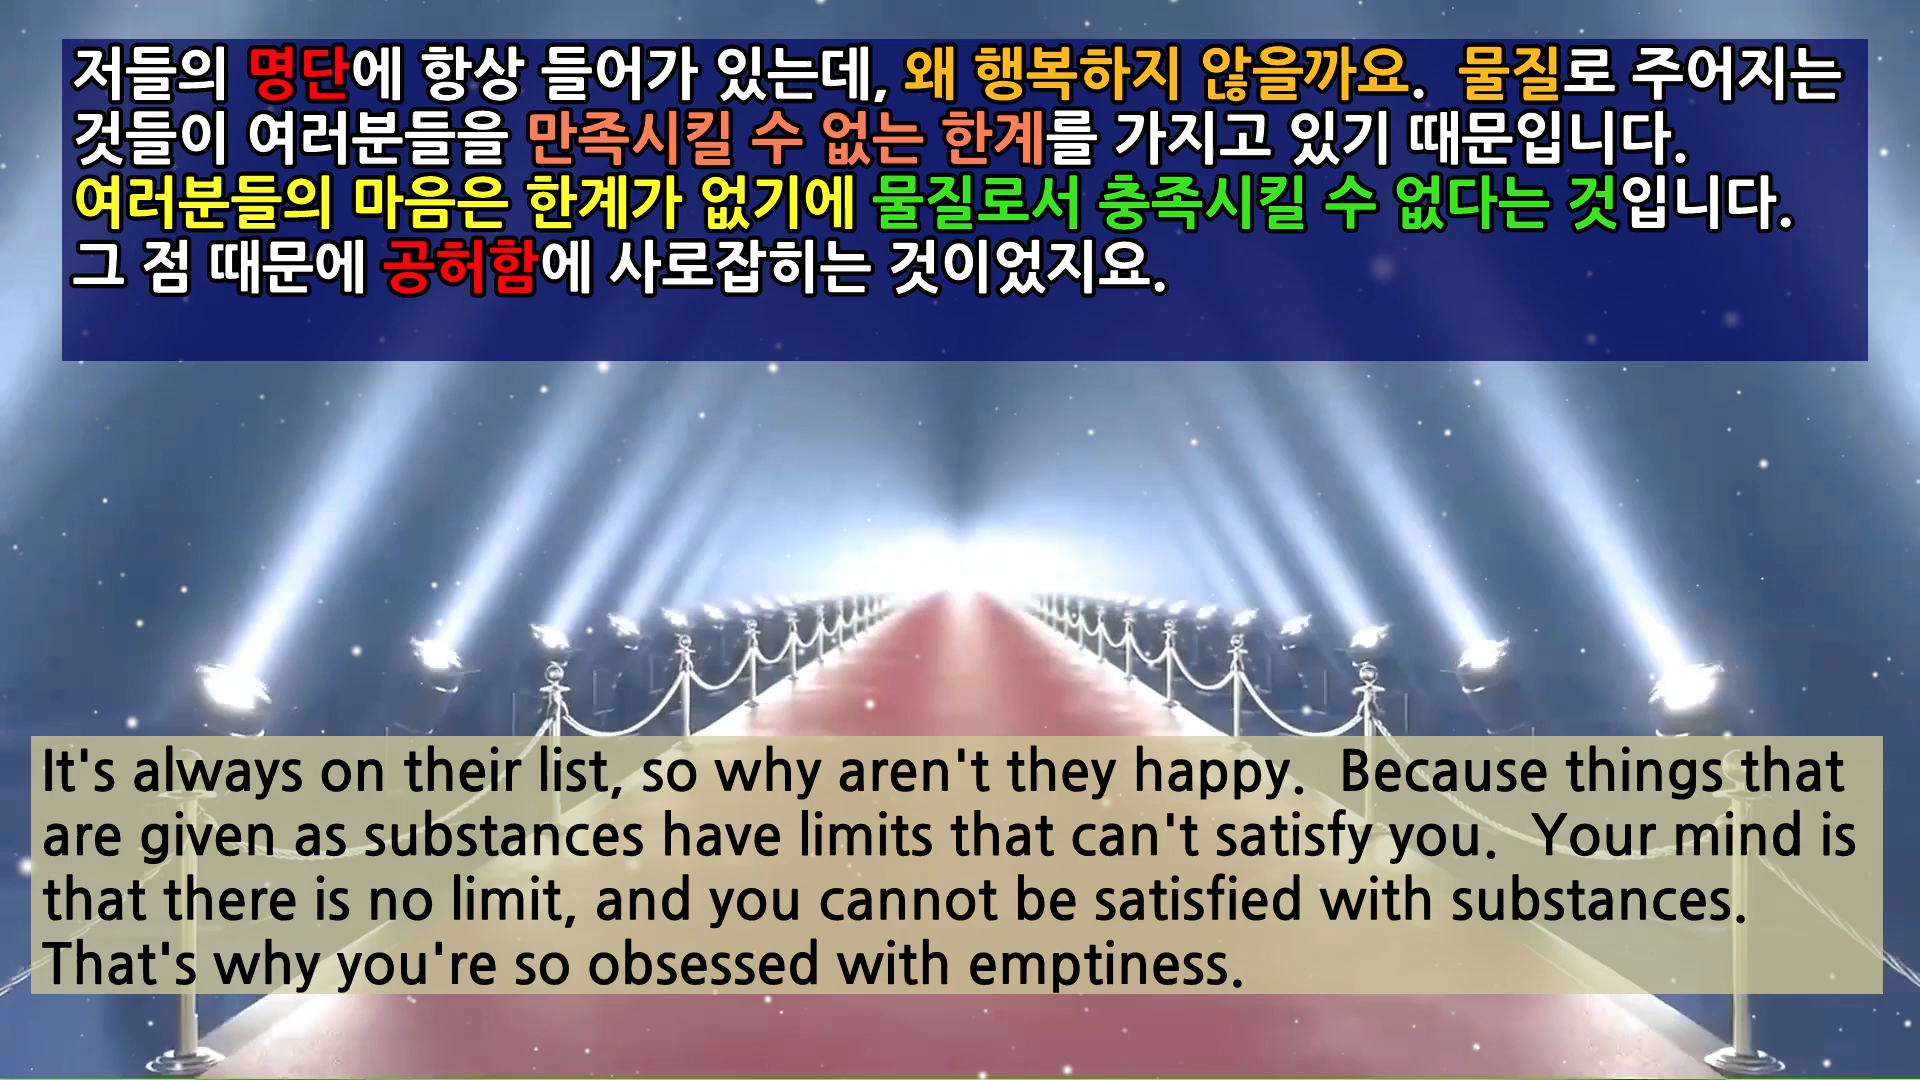 저들의 명단에 항상 들어가 있는데, 왜 행복하지 않을까요.  물질로 주어지는
것들이 여러분들을 만족시킬 수 없는 한계를 가지고 있기 때문입니다.
여러분들의 마음은 한계가 없기에 물질로서 충족시킬 수 없다는 것입니다.
그 점 때문에 공허함에 사로잡히는 것이었지요.
It's always on their list, so why aren't they happy.  Because things that
are given as substances have limits that can't satisfy you.  Your mind is
that there is no limit, and you cannot be satisfied with substances.
That's why you're so obsessed with emptiness.